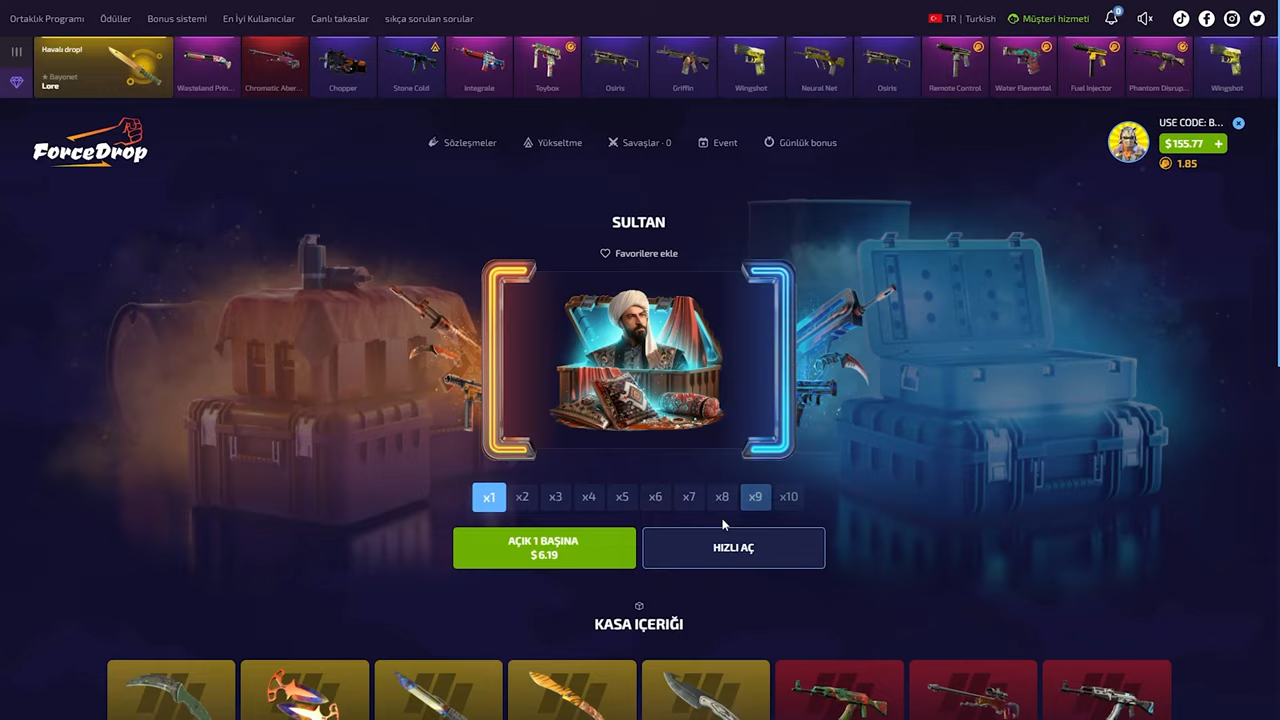 Ortaklık Programı
Ödüller
Bonus sistemi
En İyi Kullanıcılar
Canlı takaslar
sıkça sorulan sorular
TR | Turkish
Müşteri hizmeti
0
Havalı drop!
★ Bayonet
Lore
Wasteland Prin...
Chromatic Aber...
Chopper
Stone Cold
Integrale
Toybox
Osiris
Griffin
Wingshot
Neural Net
Osiris
Remote Control
Water Elemental
Fuel Injector
Phantom Disrup...
Wingshot
ForceDrop
Sözleşmeler
Yükseltme
Savaşlar · 0
Event
Günlük bonus
USE CODE: B...
$155.77 +
1.85
SULTAN
Favorilere ekle
x1 x2 x3 x4 x5 x6 x7 x8 x9 x10
AÇIK 1 BAŞINA
$6.19
HIZLI AÇ
KASA IÇERIĞI